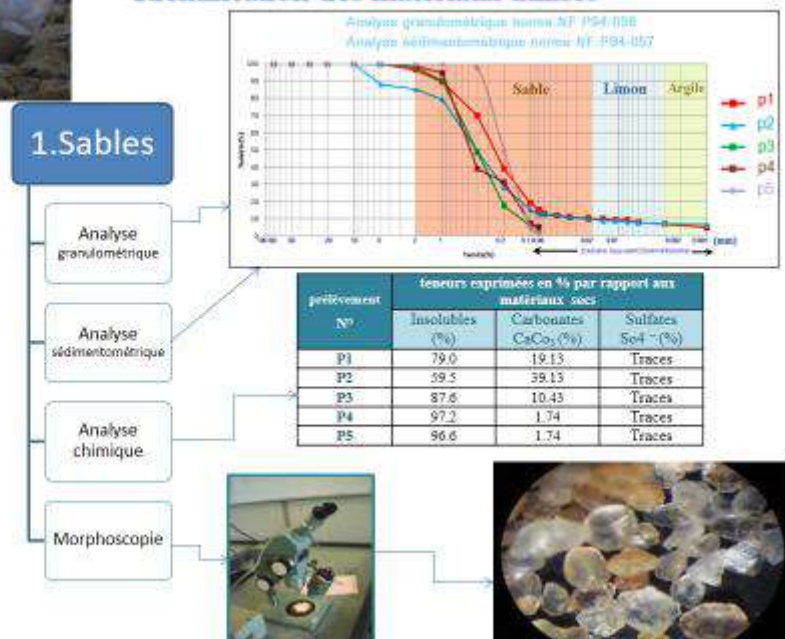 1.Sables
Analyse
granulométrique
Analyse
sédimentométrique
Analyse
chimique
Morphoscopie
Analyse granulométrique norme NF P94-056
Analyse sédimentométrique norme NF P94-057
Sable
Limon
Argile
p1
p2
p3
p4
p5
(mm)
prélèvement
N°
teneurs exprimées en % par rapport aux
matériaux secs
Insolubles
(%)
Carbonates
CaCo3 (%)
Sulfates
So4 --(%)
P1 79.0 19.13 Traces
P2 59.5 39.13 Traces
P3 87.6 10.43 Traces
P4 97.2 1.74 Traces
P5 96.6 1.74 Traces